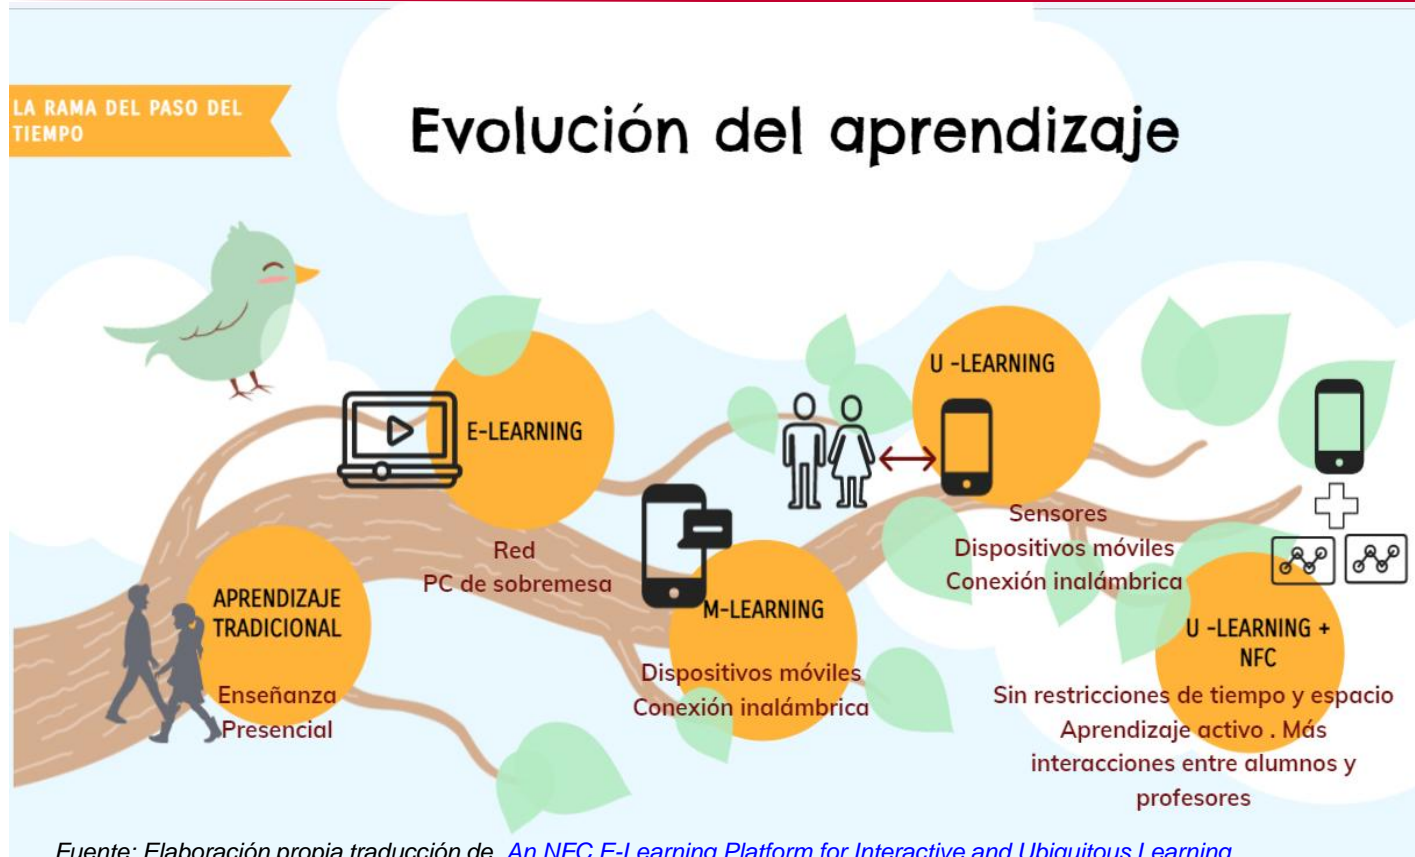 LA RAMA DEL PASO DEL
TIEMPO
Evolución del aprendizaje
APRENDIZAJE
TRADICIONAL
Enseñanza
Presencial
E-LEARNING
Red
PC de sobremesa
M-LEARNING
Dispositivos móviles
Conexión inalámbrica
U -LEARNING
Sensores
Dispositivos móviles
Conexión inalámbrica
U -LEARNING +
NFC
Sin restricciones de tiempo y espacio
Aprendizaje activo . Más
interacciones entre alumnos y
profesores
Fuente: Elaboración propia traducción de An NFC E-Learning Platform for Interactive and Ubiquitous Learning